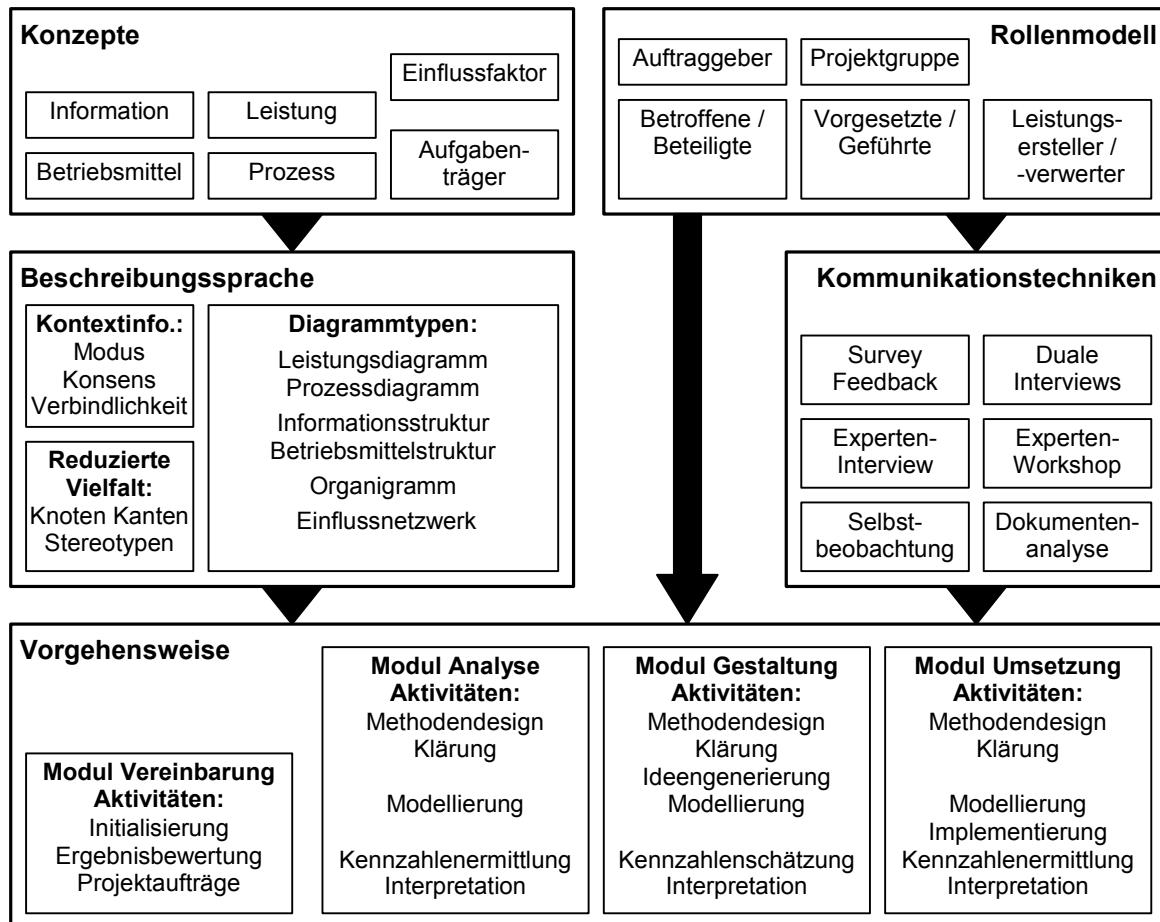 Konzepte
Einflussfaktor
Information
Leistung
Betriebsmittel
Prozess
Aufgaben-
träger
Rollenmodell
Auftraggeber
Projektgruppe
Betroffene /
Beteiligte
Vorgesetzte /
Geführte
Leistungs-
ersteller /
-verwerter
Beschreibungssprache
Kontextinfo.:
Modus
Konsens
Verbindlichkeit
Reduzierte
Vielfalt:
Knoten Kanten
Stereotypen
Diagrammtypen:
Leistungsdiagramm
Prozessdiagramm
Informationsstruktur
Betriebsmittelstruktur
Organigramm
Einflussnetzwerk
Kommunikationstechniken
Survey
Feedback
Duale
Interviews
Experten-
Interview
Experten-
Workshop
Selbst-
beobachtung
Dokumenten-
analyse
Vorgehensweise
Modul Vereinbarung
Aktivitäten:
Initialisierung
Ergebnisbewertung
Projektaufträge
Modul Analyse
Aktivitäten:
Methodendesign
Klärung
Modellierung
Kennzahlenermittlung
Interpretation
Modul Gestaltung
Aktivitäten:
Methodendesign
Klärung
Ideengenerierung
Modellierung
Kennzahlenschätzung
Interpretation
Modul Umsetzung
Aktivitäten:
Methodendesign
Klärung
Modellierung
Implementierung
Kennzahlenermittlung
Interpretation